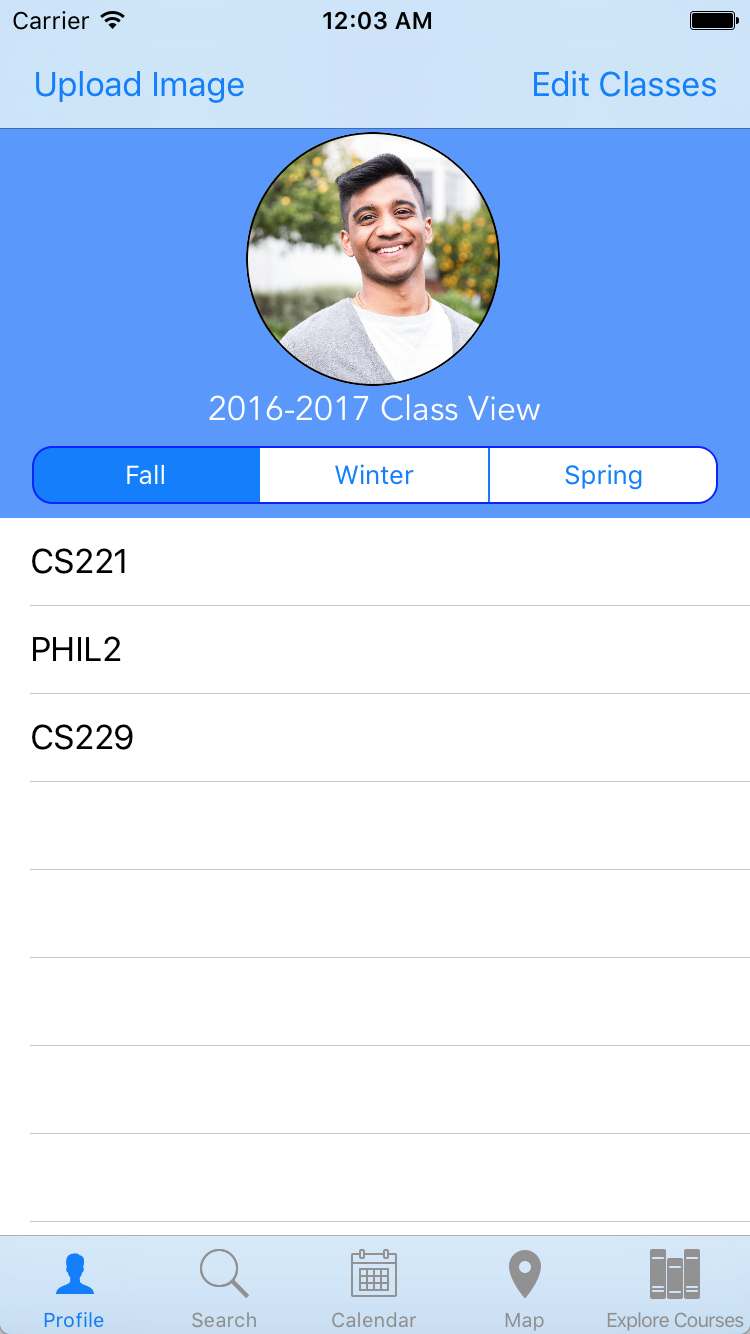 Carrier 12:03 AM
Upload Image Edit Classes
2016-2017 Class View
Fall Winter Spring
CS221
PHIL2
CS229
Profile Search Calendar Map Explore Courses